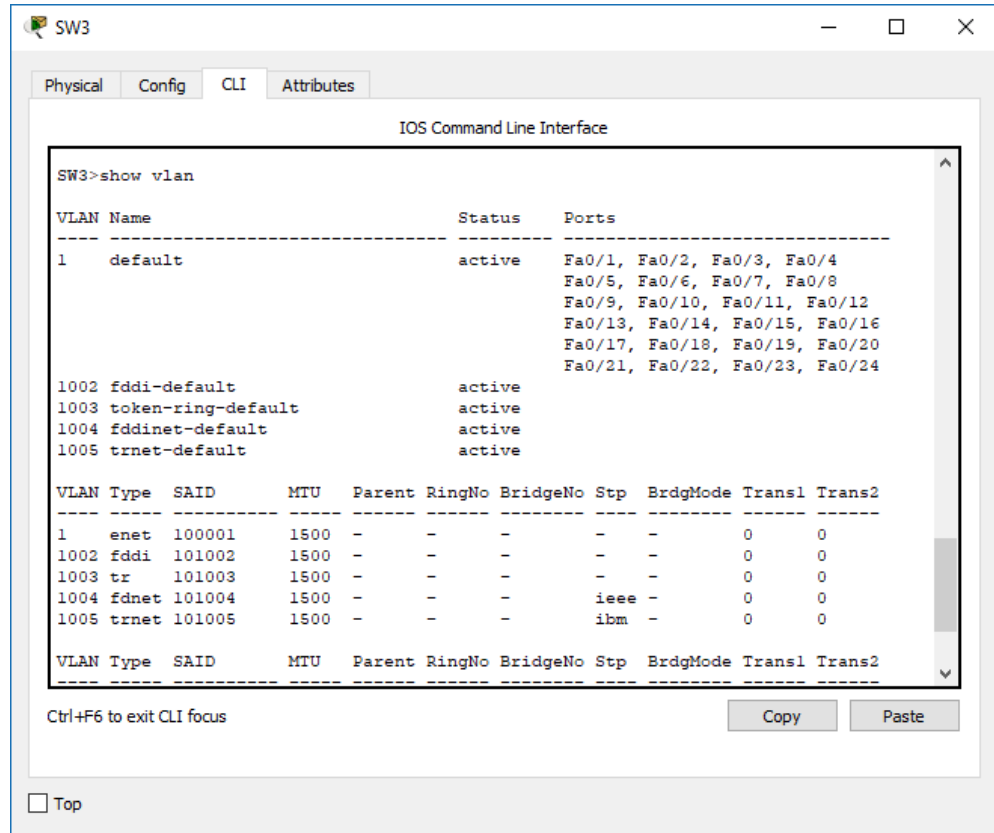 SW3
Physical Config CLI Attributes
IOS Command Line Interface
SW3>show vlan
VLAN Name                             Status    Ports
---- -------------------------------- --------- -------------------------------
1    default                          active    Fa0/1, Fa0/2, Fa0/3, Fa0/4
                                                Fa0/5, Fa0/6, Fa0/7, Fa0/8
                                                Fa0/9, Fa0/10, Fa0/11, Fa0/12
                                                Fa0/13, Fa0/14, Fa0/15, Fa0/16
                                                Fa0/17, Fa0/18, Fa0/19, Fa0/20
                                                Fa0/21, Fa0/22, Fa0/23, Fa0/24
1002 fddi-default                     active
1003 token-ring-default               active
1004 fddinet-default                  active
1005 trnet-default                    active
VLAN Type  SAID       MTU   Parent RingNo BridgeNo Stp  BrdgMode Trans1 Trans2
---- ----- ---------- ----- ------ ------ -------- ---- -------- ------ ------
1    enet  100001     1500  -      -      -        -    -        0      0
1002 fddi  101002     1500  -      -      -        -    -        0      0
1003 tr    101003     1500  -      -      -        -    -        0      0
1004 fdnet 101004     1500  -      -      -        ieee -        0      0
1005 trnet 101005     1500  -      -      -        ibm  -        0      0
VLAN Type  SAID       MTU   Parent RingNo BridgeNo Stp  BrdgMode Trans1 Trans2
---- ----- ---------- ----- ------ ------ -------- ---- -------- ------ ------
Ctrl+F6 to exit CLI focus
Copy Paste
Top